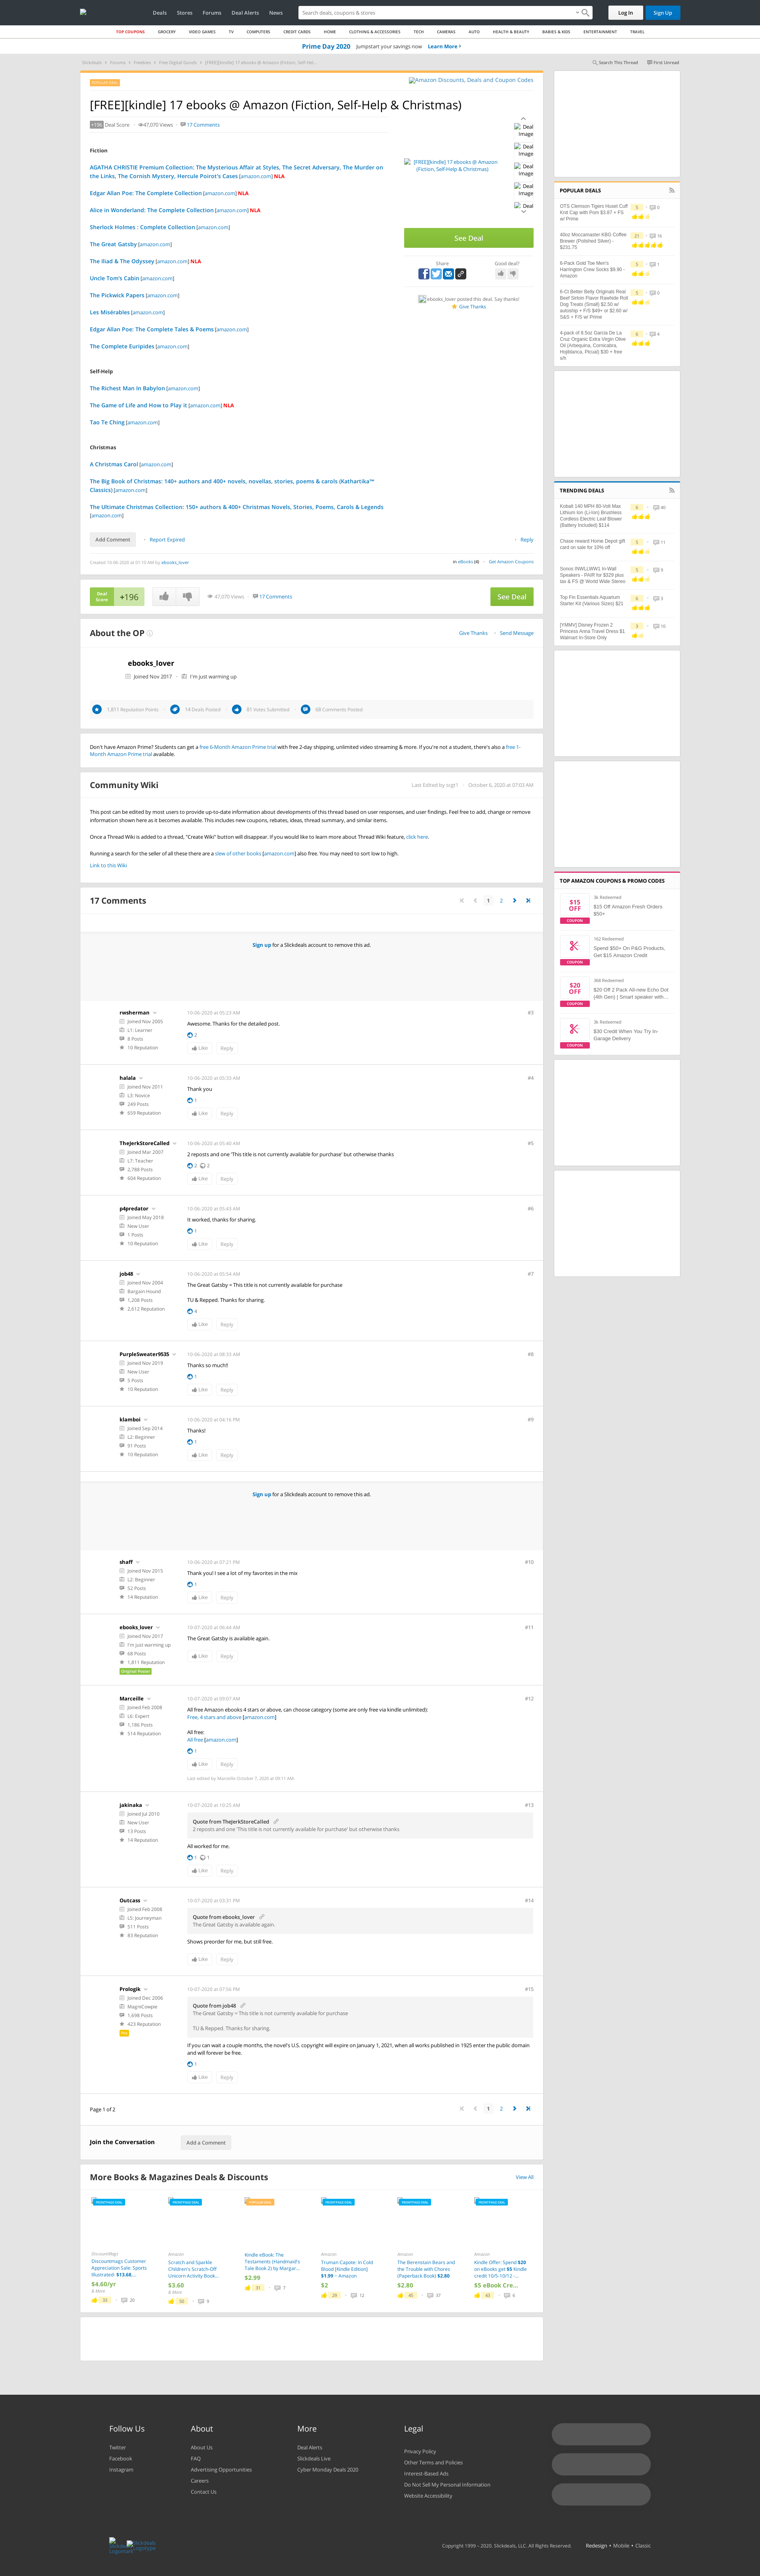 Deals Stores Forums Deal Alerts News
Search deals, coupons & stores
Log In Sign Up
TOP COUPONS GROCERY VIDEO GAMES TV COMPUTERS CREDIT CARDS HOME CLOTHING & ACCESSORIES TECH CAMERAS AUTO HEALTH & BEAUTY BABIES & KIDS ENTERTAINMENT TRAVEL
Prime Day 2020 Jumpstart your savings now Learn More
Slickdeals Forums Freebies Free Digital Goods [FREE][kindle] 17 ebooks @ Amazon (Fiction, Self-Hel...
Search This Thread First Unread
Amazon Discounts, Deals and Coupon Codes
[FREE][kindle] 17 ebooks @ Amazon (Fiction, Self-Help & Christmas)
+196 Deal Score 47,070 Views 17 Comments
Fiction
AGATHA CHRISTIE Premium Collection: The Mysterious Affair at Styles, The Secret Adversary, The Murder on
the Links, The Cornish Mystery, Hercule Poirot's Cases [amazon.com] NLA
Edgar Allan Poe: The Complete Collection [amazon.com] NLA
Alice in Wonderland: The Complete Collection [amazon.com] NLA
Sherlock Holmes : Complete Collection [amazon.com]
The Great Gatsby [amazon.com]
The Iliad & The Odyssey [amazon.com] NLA
Uncle Tom's Cabin [amazon.com]
The Pickwick Papers [amazon.com]
Les Misérables [amazon.com]
Edgar Allan Poe: The Complete Tales & Poems [amazon.com]
The Complete Euripides [amazon.com]
Self-Help
The Richest Man In Babylon [amazon.com]
The Game of Life and How to Play It [amazon.com] NLA
Tao Te Ching [amazon.com]
Christmas
A Christmas Carol [amazon.com]
The Big Book of Christmas: 140+ authors and 400+ novels, novellas, stories, poems & carols (Kathartika™
Classics) [amazon.com]
The Ultimate Christmas Collection: 150+ authors & 400+ Christmas Novels, Stories, Poems, Carols & Legends
[amazon.com]
[FREE][kindle] 17 ebooks @ Amazon
(Fiction, Self-Help & Christmas)
Deal
Image
Deal
Image
Deal
Image
Deal
Image
Deal
See Deal
Share Good deal?
ebooks_lover posted this deal. Say thanks!
Give Thanks
Add Comment Report Expired Reply
Created 10-06-2020 at 01:10 AM by ebooks_lover
in eBooks (4) Get Amazon Coupons
Deal
Score
+196
47,070 Views 17 Comments
See Deal
About the OP
Give Thanks Send Message
ebooks_lover
Joined Nov 2017 I'm just warming up
1,811 Reputation Points 14 Deals Posted 81 Votes Submitted 68 Comments Posted
Don't have Amazon Prime? Students can get a free 6-Month Amazon Prime trial with free 2-day shipping, unlimited video streaming & more. If you're not a student, there's also a free 1-
Month Amazon Prime trial available.
Community Wiki
Last Edited by scgt1 October 6, 2020 at 07:03 AM
This post can be edited by most users to provide up-to-date information about developments of this thread based on user responses, and user findings. Feel free to add, change or remove
information shown here as it becomes available. This includes new coupons, rebates, ideas, thread summary, and similar items.
Once a Thread Wiki is added to a thread, "Create Wiki" button will disappear. If you would like to learn more about Thread Wiki feature, click here.
Running a search for the seller of all these there are a slew of other books [amazon.com] also free. You may need to sort low to high.
Link to this Wiki
17 Comments
1 2
Sign up for a Slickdeals account to remove this ad.
rwsherman
Joined Nov 2005
L1: Learner
8 Posts
10 Reputation
10-06-2020 at 05:23 AM #3
Awesome. Thanks for the detailed post.
2
Like Reply
halala
Joined Nov 2011
L3: Novice
249 Posts
659 Reputation
10-06-2020 at 05:33 AM #4
Thank you
1
Like Reply
TheJerkStoreCalled
Joined Mar 2007
L7: Teacher
2,788 Posts
604 Reputation
10-06-2020 at 05:40 AM #5
2 reposts and one 'This title is not currently available for purchase' but otherwise thanks
2 2
Like Reply
p4predator
Joined May 2018
New User
1 Posts
10 Reputation
10-06-2020 at 05:43 AM #6
It worked, thanks for sharing.
1
Like Reply
job48
Joined Nov 2004
Bargain Hound
1,208 Posts
2,612 Reputation
10-06-2020 at 05:54 AM #7
The Great Gatsby = This title is not currently available for purchase
TU & Repped. Thanks for sharing.
4
Like Reply
PurpleSweater9535
Joined Nov 2019
New User
5 Posts
10 Reputation
10-06-2020 at 08:33 AM #8
Thanks so much!!
1
Like Reply
klamboi
Joined Sep 2014
L2: Beginner
91 Posts
10 Reputation
10-06-2020 at 04:16 PM #9
Thanks!
1
Like Reply
Sign up for a Slickdeals account to remove this ad.
shaff
Joined Nov 2015
L2: Beginner
52 Posts
14 Reputation
10-06-2020 at 07:21 PM #10
Thank you! I see a lot of my favorites in the mix
1
Like Reply
ebooks_lover
Joined Nov 2017
I'm just warming up
68 Posts
1,811 Reputation
Original Poster
10-07-2020 at 06:44 AM #11
The Great Gatsby is available again.
Like Reply
Marceille
Joined Feb 2008
L6: Expert
1,186 Posts
514 Reputation
10-07-2020 at 09:07 AM #12
All free Amazon ebooks 4 stars or above, can choose category (some are only free via kindle unlimited):
Free, 4 stars and above [amazon.com]
All free:
All free [amazon.com]
1
Like Reply
Last edited by Marceille October 7, 2020 at 09:11 AM.
jakinaka
Joined Jul 2010
New User
13 Posts
14 Reputation
10-07-2020 at 10:25 AM #13
Quote from TheJerkStoreCalled
2 reposts and one 'This title is not currently available for purchase' but otherwise thanks
All worked for me.
1 1
Like Reply
Outcass
Joined Feb 2008
L5: Journeyman
511 Posts
83 Reputation
10-07-2020 at 03:31 PM #14
Quote from ebooks_lover
The Great Gatsby is available again.
Shows preorder for me, but still free.
Like Reply
Prologik
Joined Dec 2006
MagniCowpie
1,698 Posts
423 Reputation
Pro
10-07-2020 at 07:56 PM #15
Quote from job48
The Great Gatsby = This title is not currently available for purchase
TU & Repped. Thanks for sharing.
If you can wait a couple months, the novel's U.S. copyright will expire on January 1, 2021, when all works published in 1925 enter the public domain
and will forever be free.
1
Like Reply
Page 1 of 2
1 2
Join the Conversation Add a Comment
More Books & Magazines Deals & Discounts
View All
FRONTPAGE DEAL
DiscountMags
Discountmags Customer
Appreciation Sale: Sports
Illustrated: $13.68,...
$4.60/yr
& More
33 20
FRONTPAGE DEAL
Amazon
Scratch and Sparkle
Children's Scratch-Off
Unicorn Activity Book...
$3.60
& More
50 9
POPULAR DEAL
Kindle eBook: The
Testaments (Handmaid's
Tale Book 2) by Margar...
$2.99
31 7
FRONTPAGE DEAL
Amazon
Truman Capote: In Cold
Blood [Kindle Edition]
$1.99 ~ Amazon
$2
29 12
FRONTPAGE DEAL
Amazon
The Berenstain Bears and
the Trouble with Chores
(Paperback Book) $2.80
$2.80
40 37
FRONTPAGE DEAL
Amazon
Kindle Offer: Spend $20
on eBooks get $5 Kindle
credit 10/5-10/12 -...
$5 eBook Cre...
43 6
POPULAR DEALS
OTS Clemson Tigers Husel Cuff
Knit Cap with Pom $3.87 + FS
w/ Prime
5 0
40oz Moccamaster KBG Coffee
Brewer (Polished Silver) -
$231.75
21 16
6-Pack Gold Toe Men's
Harrington Crew Socks $9.90 -
Amazon
5 1
6-Ct Better Belly Originals Real
Beef Sirloin Flavor Rawhide Roll
Dog Treats (Small) $2.50 w/
autoship + F/S $49+ or $2.60 w/
S&S + F/S w/ Prime
5 0
4-pack of 8.5oz Garcia De La
Cruz Organic Extra Virgin Olive
Oil (Arbequina, Cornicabra,
Hojiblanca, Picual) $30 + free
s/h
6 4
TRENDING DEALS
Kobalt 140 MPH 80-Volt Max
Lithium Ion (Li-Ion) Brushless
Cordless Electric Leaf Blower
(Battery Included) $114
6 40
Chase reward Home Depot gift
card on sale for 10% off
5 11
Sonos INWLLWW1 In-Wall
Speakers - PAIR for $329 plus
tax & FS @ World Wide Stereo
5 9
Top Fin Essentials Aquarium
Starter Kit (Various Sizes) $21
6 3
[YMMV] Disney Frozen 2
Princess Anna Travel Dress $1
Walmart In-Store Only
3 16
TOP AMAZON COUPONS & PROMO CODES
$15
OFF
COUPON
3k Redeemed
$15 Off Amazon Fresh Orders
$50+
COUPON
162 Redeemed
Spend $50+ On P&G Products,
Get $15 Amazon Credit
$20
OFF
COUPON
368 Redeemed
$20 Off 2 Pack All-new Echo Dot
(4th Gen) | Smart speaker with...
COUPON
3k Redeemed
$30 Credit When You Try In-
Garage Delivery
Follow Us
Twitter
Facebook
Instagram
About
About Us
FAQ
Advertising Opportunities
Careers
Contact Us
More
Deal Alerts
Slickdeals Live
Cyber Monday Deals 2020
Legal
Privacy Policy
Other Terms and Policies
Interest-Based Ads
Do Not Sell My Personal Information
Website Accessibility
Copyright 1999 - 2020. Slickdeals, LLC. All Rights Reserved. Redesign • Mobile • Classic